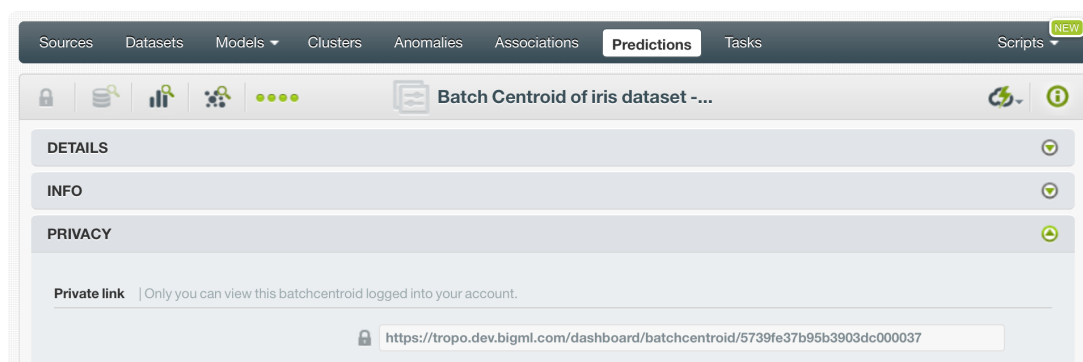 NEW
Sources Datasets Models Clusters Anomalies Associations Predictions Tasks Scripts
Batch Centroid of iris dataset -...
DETAILS
INFO
PRIVACY
Private link | Only you can view this batchcentroid logged into your account.
https://tropo.dev.bigml.com/dashboard/batchcentroid/5739fe37b95b3903dc000037